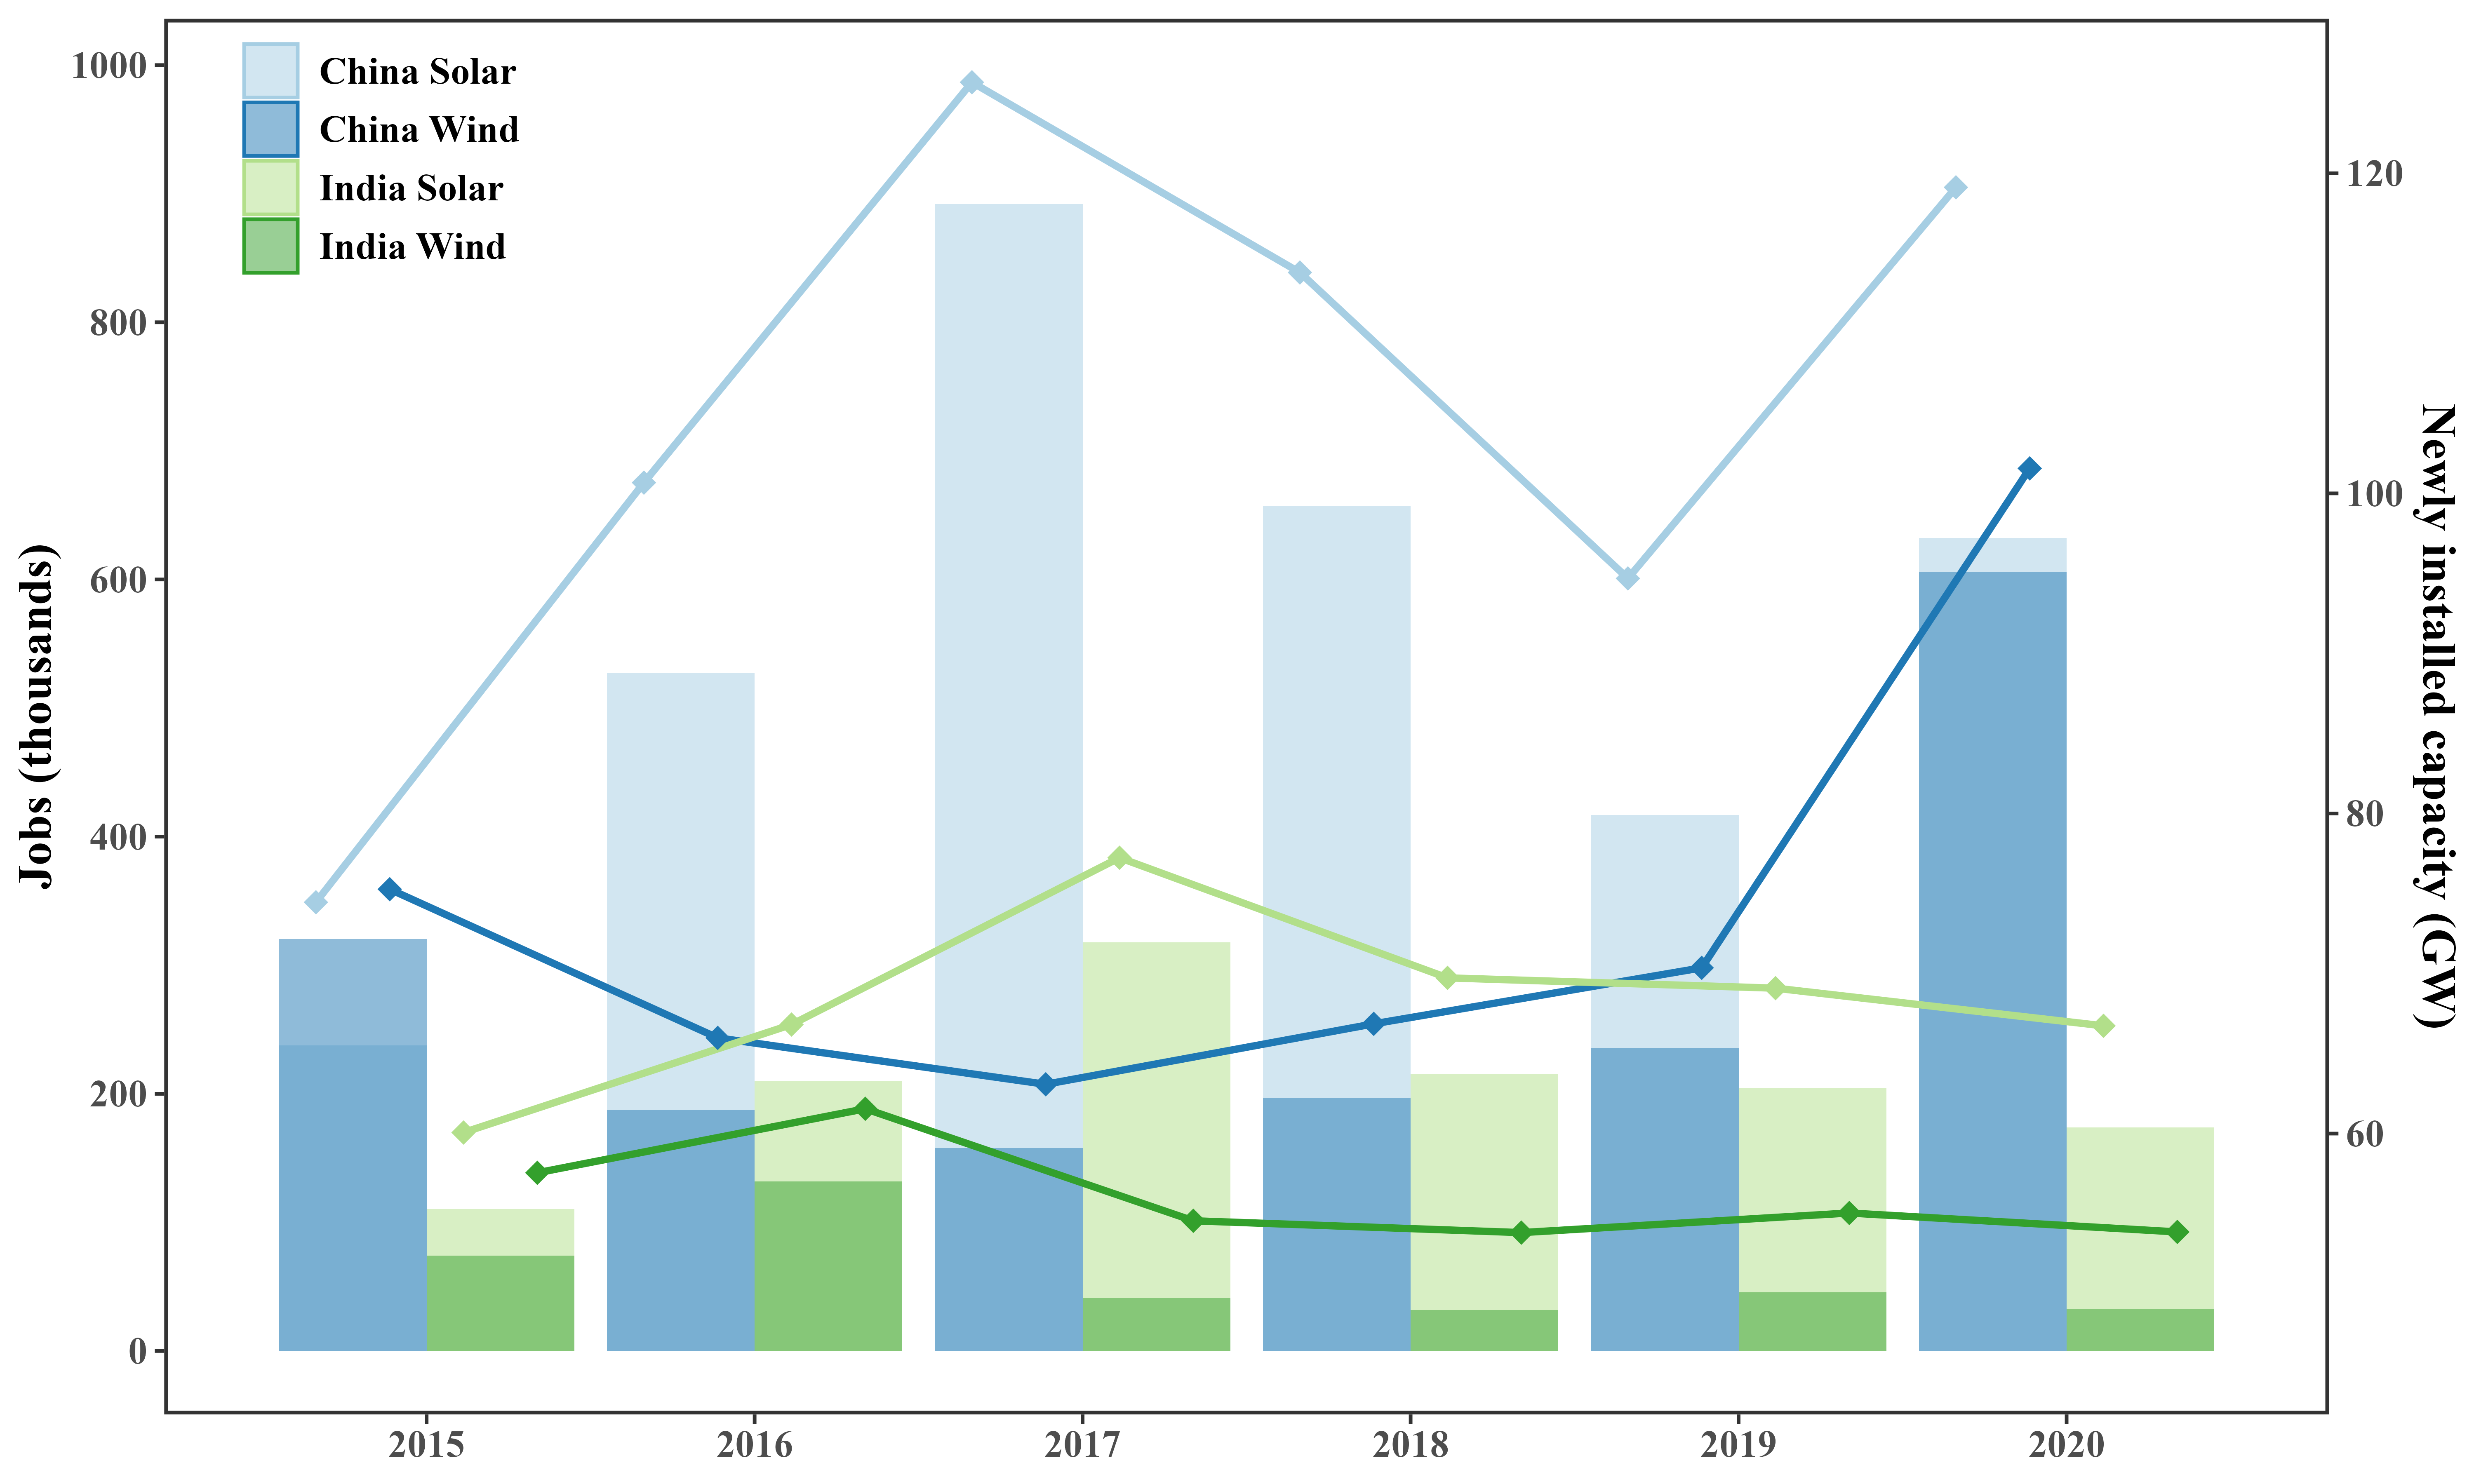 China Solar
China Wind
India Solar
India Wind
Jobs (thousands)
1000
800
600
400
200
0
Newly installed capacity (GW)
120
100
80
60
2015 2016 2017 2018 2019 2020